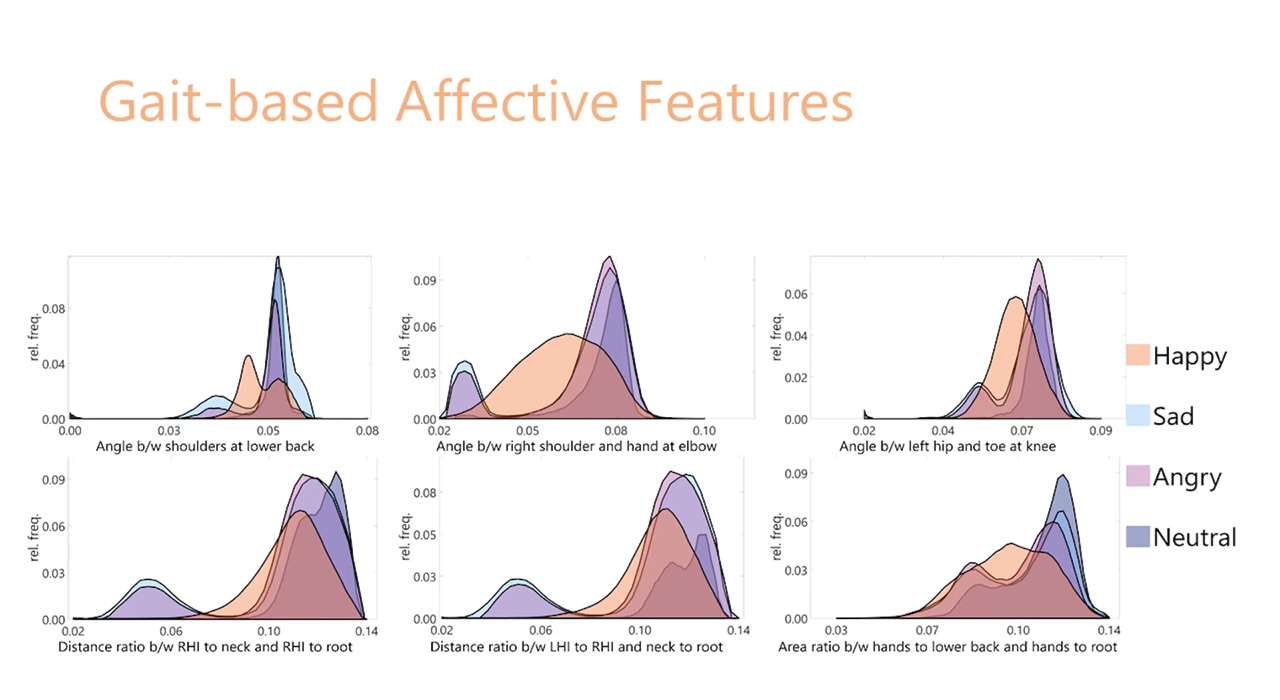 Gait-based Affective Features
rel. freq.
0.08
0.04
0.00
0.00 0.03 0.05 0.08
Angle b/w shoulders at lower back
rel. freq.
0.09
0.06
0.03
0.00
0.02 0.05 0.08 0.10
Angle b/w right shoulder and hand at elbow
rel. freq.
0.06
0.04
0.02
0.00
0.02 0.04 0.07 0.09
Angle b/w left hip and toe at knee
rel. freq.
0.09
0.06
0.03
0.00
0.02 0.06 0.10 0.14
Distance ratio b/w RHI to neck and RHI to root
rel. freq.
0.08
0.05
0.03
0.00
0.02 0.06 0.10 0.14
Distance ratio b/w LHI to RHI and neck to root
rel. freq.
0.09
0.06
0.03
0.00
0.03 0.07 0.10 0.14
Area ratio b/w hands to lower back and hands to root
Happy
Sad
Angry
Neutral